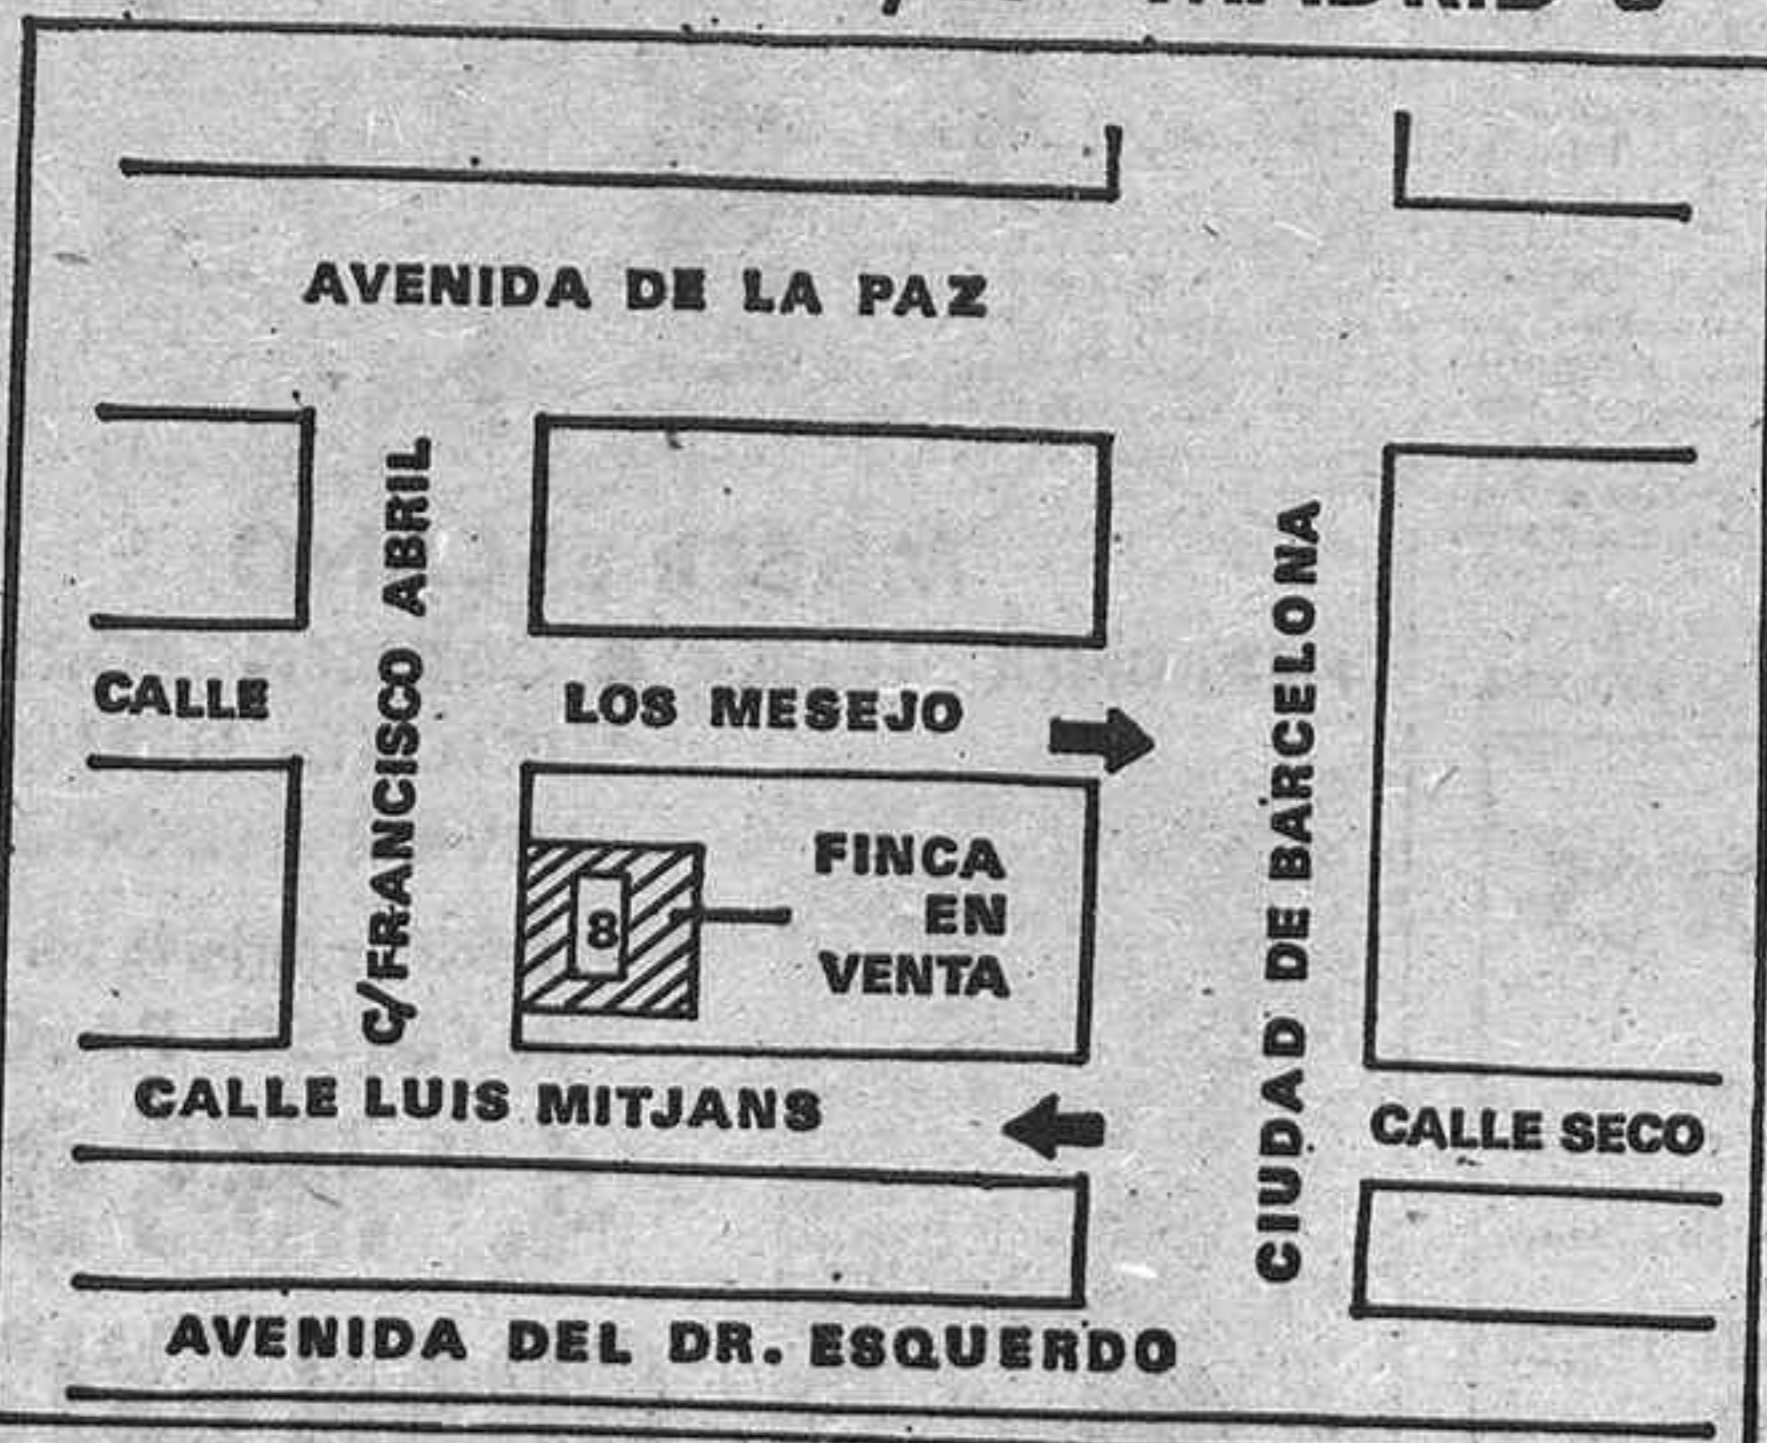 MADRID
AVENIDA DE LA PAZ
C/FRANCISCO ABRIL
CALLE LOS MESEJO
CIUDAD DE BARCELONA
8
FINCA
EN
VENTA
CALLE LUIS MITJANS
CALLE SECO
AVENIDA DEL DR. ESQUERDO